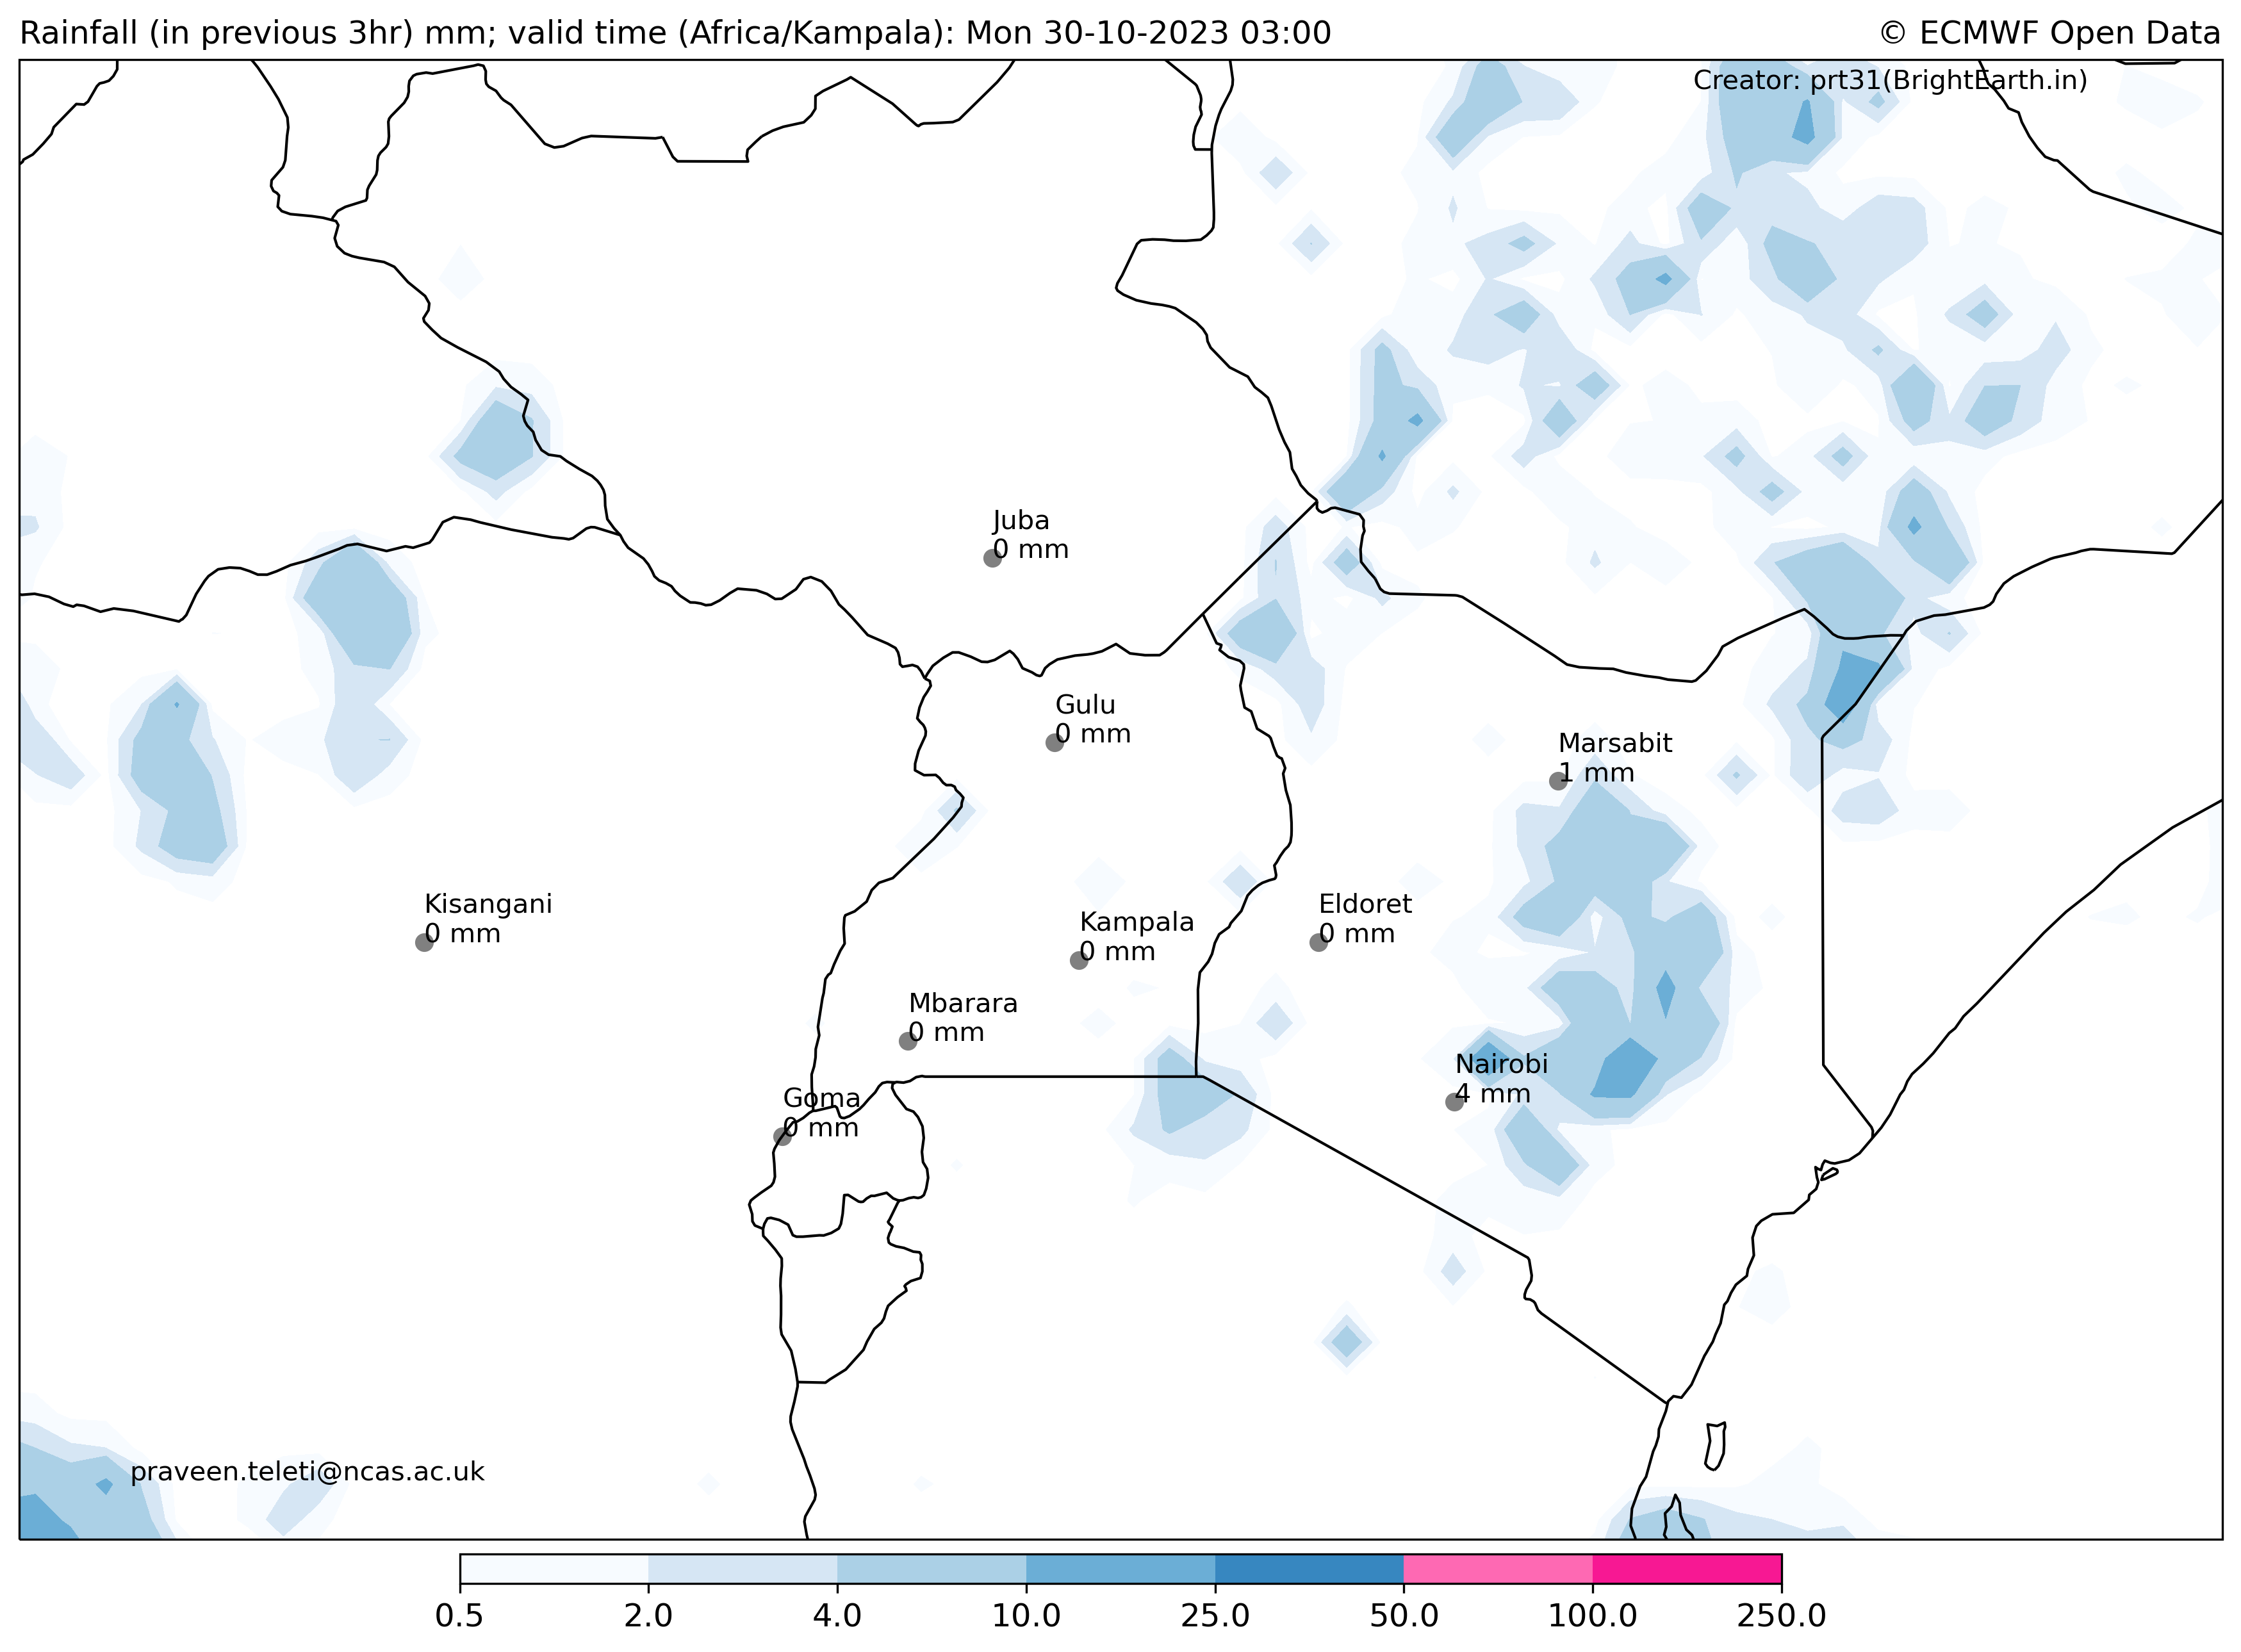 Rainfall (in previous 3hr) mm; valid time (Africa/Kampala): Mon 30-10-2023 03:00
© ECMWF Open Data
Creator: prt31(BrightEarth.in)
Juba
0 mm
Gulu
0 mm
Marsabit
1 mm
Kisangani
0 mm
Eldoret
0 mm
Kampala
0 mm
Mbarara
0 mm
Nairobi
4 mm
Goma
0 mm
praveen.teleti@ncas.ac.uk
0.5 2.0 4.0 10.0 25.0 50.0 100.0 250.0